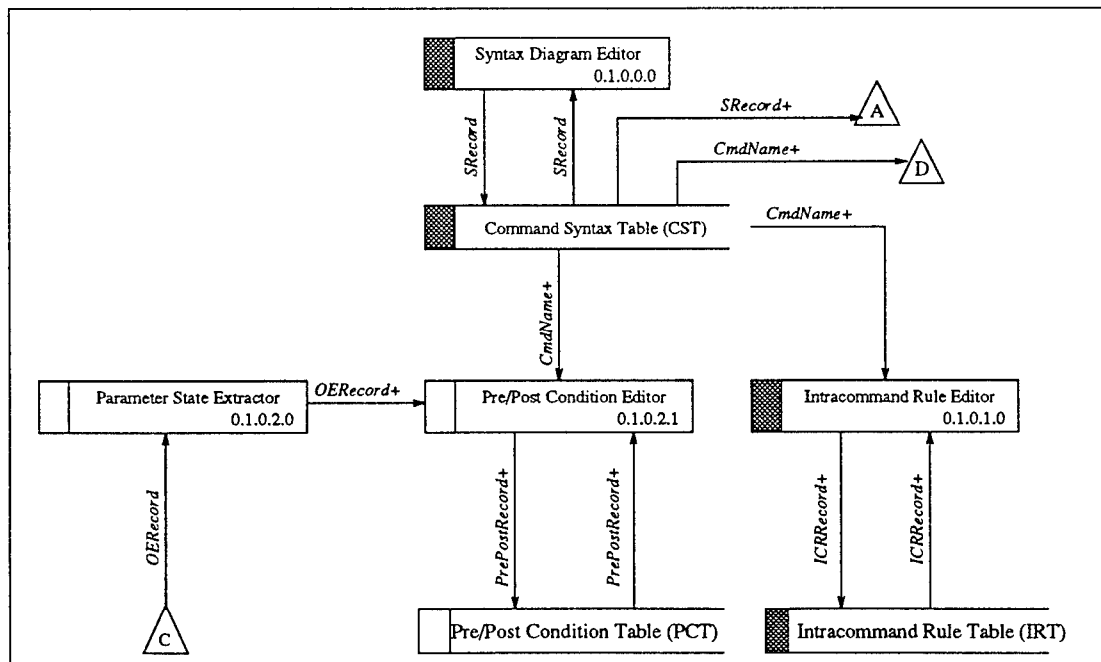 Syntax Diagram Editor
0.1.0.0.0
SRecord
SRecord
SRecord+
A
CmdName+
D
CmdName+
Command Syntax Table (CST)
CmdName+
Parameter State Extractor
0.1.0.2.0
OERecord+
Pre/Post Condition Editor
0.1.0.2.1
Intracommand Rule Editor
0.1.0.1.0
OERecord
PrePostRecord+
PrePostRecord+
ICRRecord+
ICRRecord+
C
Pre/Post Condition Table (PCT)
Intracommand Rule Table (IRT)